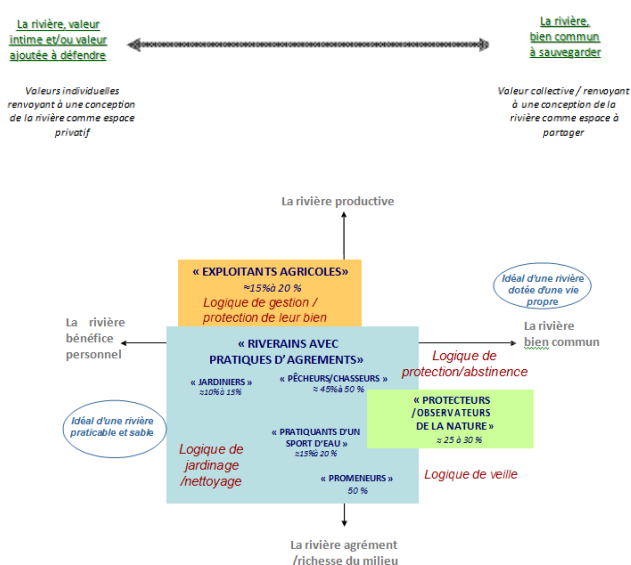 La rivière, valeur
intime et/ou valeur
ajoutée à défendre
La rivière,
bien commun
à sauvegarder
Valeurs individuelles
renvoyant à une conception
de la rivière comme espace
privatif
Valeur collective / renvoyant
à une conception de la
rivière comme espace à
partager
La rivière productive
« EXPLOITANTS AGRICOLES»
≈15%à 20 %
Logique de gestion /
protection de leur bien
Idéal d'une rivière
dotée d'une vie
propre
La rivière
bénéfice
personnel
La rivière
bien commun
« RIVERAINS AVEC
PRATIQUES D'AGREMENTS»
« JARDINIERS »
≈10% à 15%
« PÊCHEURS/CHASSEURS »
≈ 45% à 50 %
Logique de
protection/abstinence
« PROTECTEURS
/OBSERVATEURS
DE LA NATURE»
≈ 25 à 30 %
Idéal d'une rivière
praticable et sable
« PRATIQUANTS D'UN
SPORT D'EAU »
≈15%à 20 %
Logique de
jardinage
/nettoyage
« PROMENEURS »
50 %
Logique de veille
La rivière agrément
/richesse du milieu